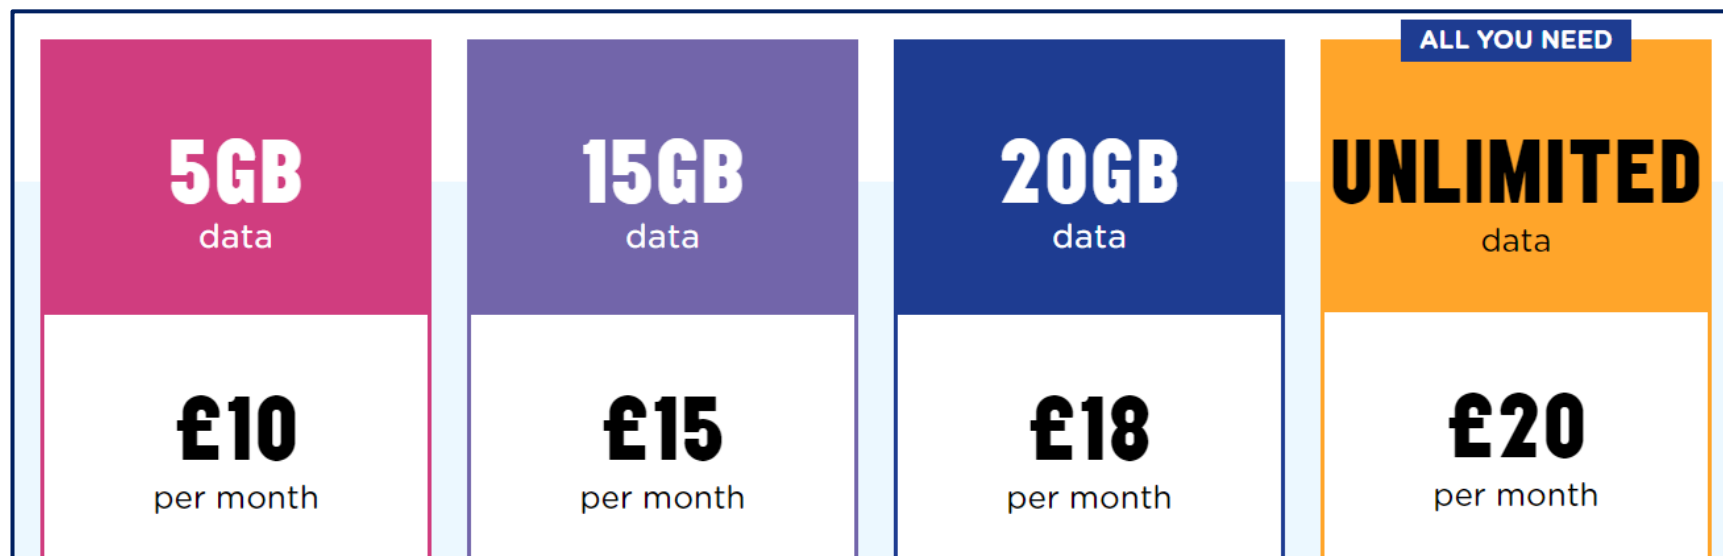 5GB
data
£10
per month
15GB
data
£15
per month
20GB
data
£18
per month
ALL YOU NEED
UNLIMITED
data
£20
per month